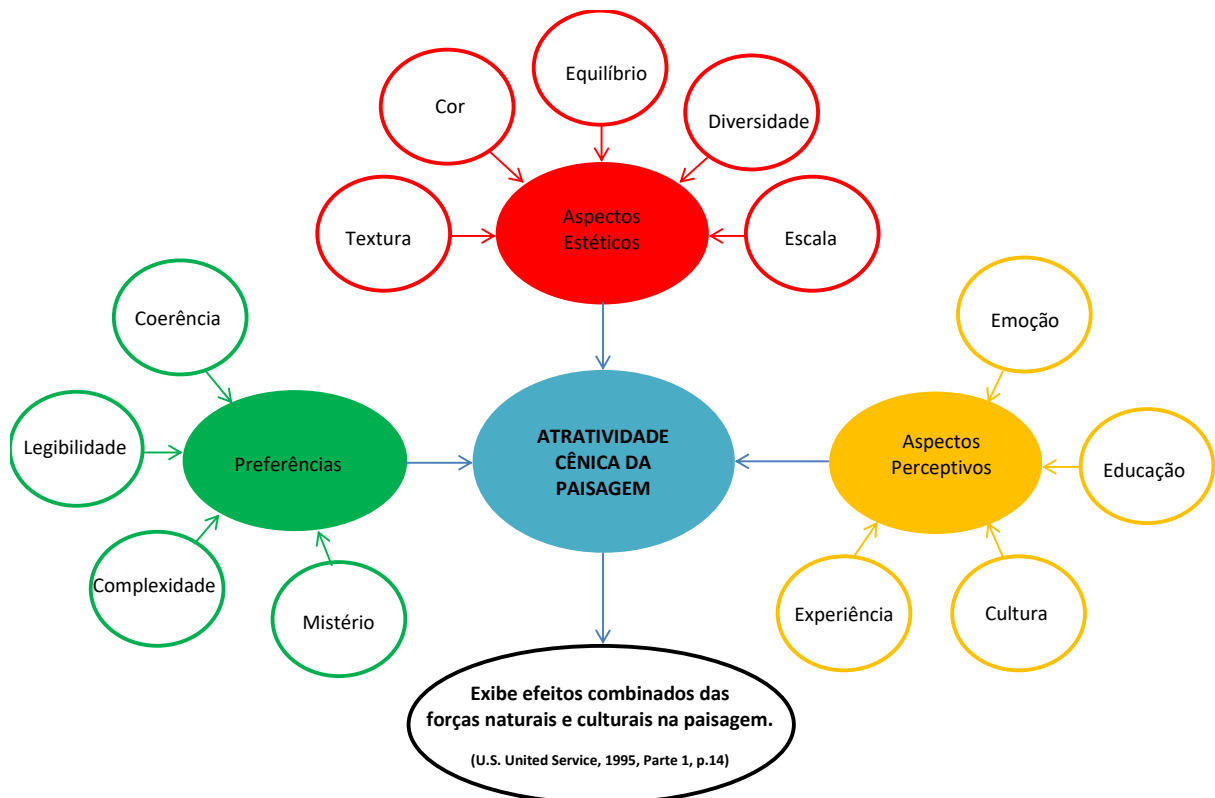 Equilíbrio
Cor
Diversidade
Textura
Aspectos
Estéticos
Escala
Coerência
Emoção
Legibilidade
Preferências
ATRATIVIDADE
CÊNICA DA
PAISAGEM
Aspectos
Perceptivos
Educação
Complexidade
Mistério
Experiência
Cultura
Exibe efeitos combinados das
forças naturais e culturais na paisagem.
(U.S. United Service, 1995, Parte 1, p.14)